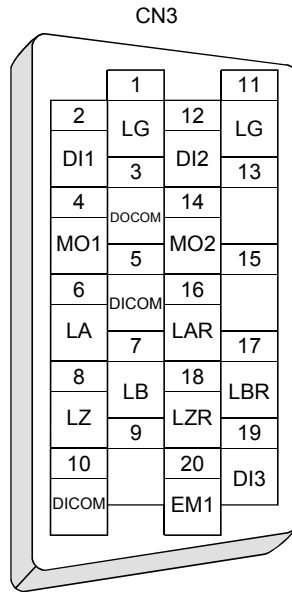 CN3
1 11
2 12
LG LG
DI1 DI2
3 13
4 14
DOCOM
MO1 MO2
5 15
6 16
DICOM
LA LAR
7 17
8 18
LB LBR
LZ LZR
9 19
10 20
DI3
DICOM EM1